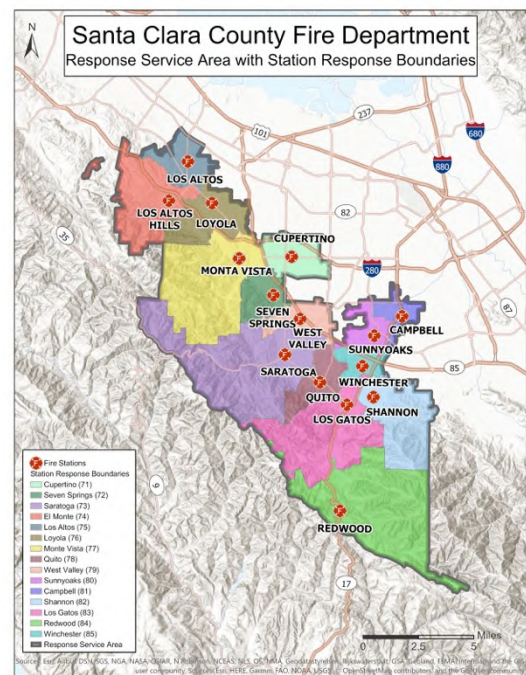 Santa Clara County Fire Department
Response Service Area with Station Response Boundaries
N
237
680
101
880
LOS ALTOS
LOS ALTOS
HILLS
LOYOLA
82
CUPERTINO
35
MONTA VISTA
280
SEVEN
SPRINGS
87
WEST
VALLEY
CAMPBELL
SUNNYOAKS
85
SARATOGA
WINCHESTER
QUITO
SHANNON
LOS GATOS
9
REDWOOD
17
Fire Stations
Station Response Boundaries
Cupertino (71)
Seven Springs (72)
Saratoga (73)
El Monte (74)
Los Altos (75)
Loyola (76)
Monte Vista (77)
Quito (78)
West Valley (79)
Sunnyoaks (80)
Campbell (81)
Shannon (82)
Los Gatos (83)
Redwood (84)
Winchester (85)
Response Service Area
0 2.5 5
Miles